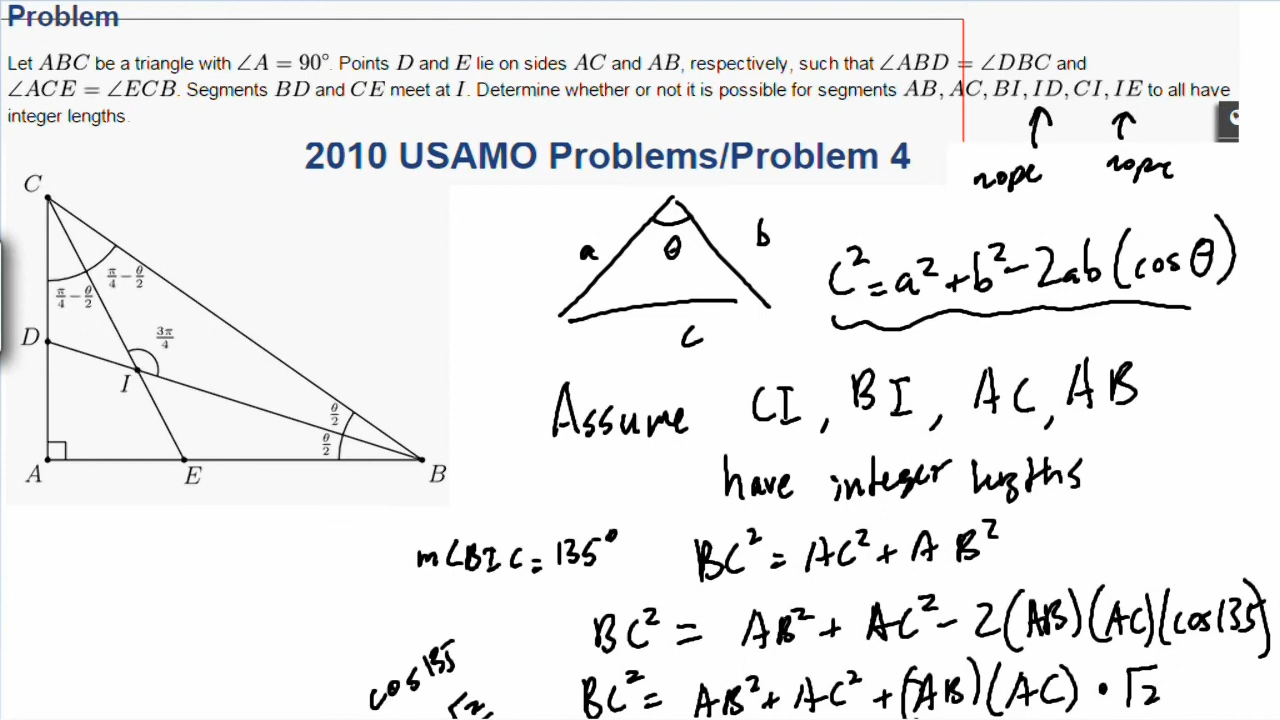 Problem
Let ABC be a triangle with ∠A = 90°. Points D and E lie on sides AC and AB, respectively, such that ∠ABD = ∠DBC and
∠ACE = ∠ECB. Segments BD and CE meet at I. Determine whether or not it is possible for segments AB, AC, BI, ID, CI, IE to all have
integer lengths.
nope nope
2010 USAMO Problems/Problem 4
C
π/4 − θ/2
π/4 − θ/2
D
3π/4
I
θ/2
θ/2
A
E
B
a
θ
b
c
c² = a² + b² − 2ab (cos θ)
Assume CI, BI, AC, AB
have integer lengths
m∠BIC = 135° BC² = AC² + AB²
BC² = AB² + AC² − 2(AB)(AC)(cos135)
cos 135
BC² = AB² + AC² + (AB)(AC) · √2